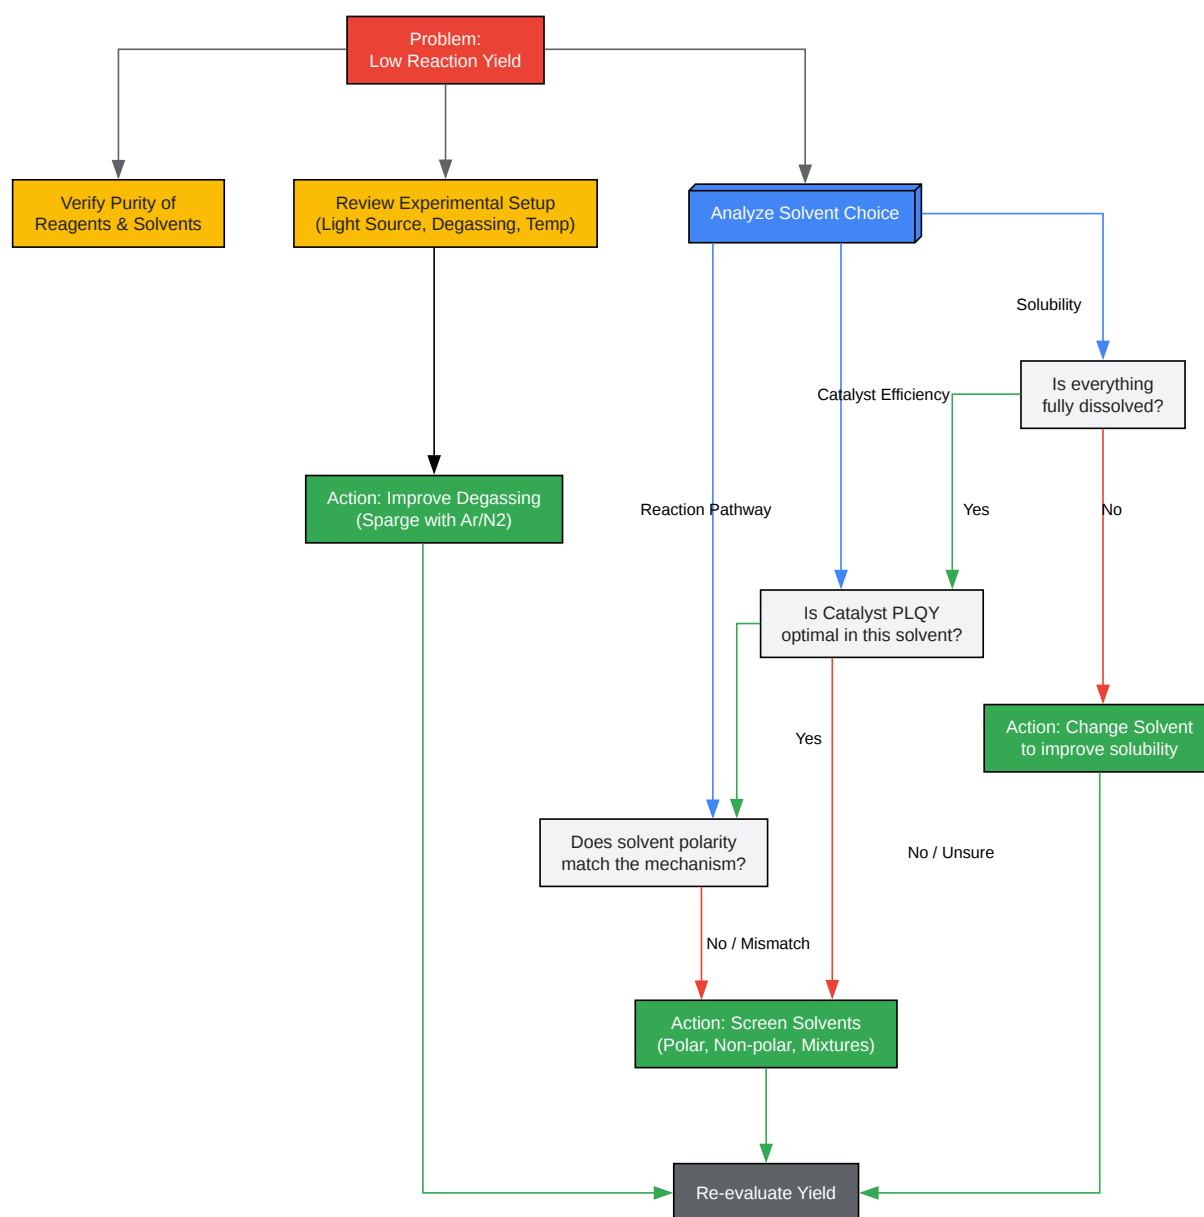 Problem:
Low Reaction Yield
Verify Purity of
Reagents & Solvents
Review Experimental Setup
(Light Source, Degassing, Temp)
Analyze Solvent Choice
Solubility
Is everything
fully dissolved?
Catalyst Efficiency
Action: Improve Degassing
(Sparge with Ar/N2)
Reaction Pathway
Yes
No
Is Catalyst PLQY
optimal in this solvent?
Action: Change Solvent
to improve solubility
Yes
Does solvent polarity
match the mechanism?
No / Unsure
No / Mismatch
Action: Screen Solvents
(Polar, Non-polar, Mixtures)
Re-evaluate Yield